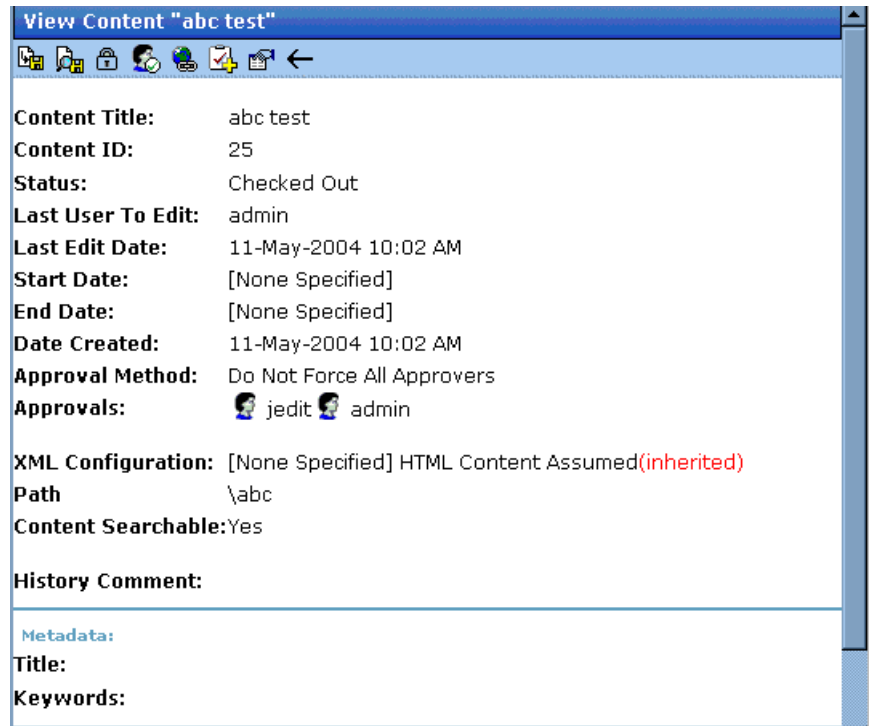 View Content "abc test"
Content Title: abc test
Content ID: 25
Status: Checked Out
Last User To Edit: admin
Last Edit Date: 11-May-2004 10:02 AM
Start Date: [None Specified]
End Date: [None Specified]
Date Created: 11-May-2004 10:02 AM
Approval Method: Do Not Force All Approvers
Approvals: jedit admin
XML Configuration: [None Specified] HTML Content Assumed(inherited)
Path \abc
Content Searchable:Yes
History Comment:
Metadata:
Title:
Keywords: